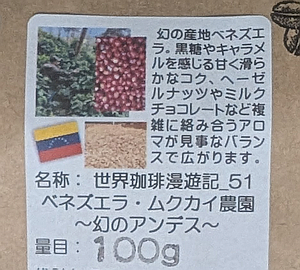 幻の産地ベネズエ
ラ。黒糖やキャラメ
ルを感じる甘く滑ら
かなコク、ヘーゼ
ルナッツやミルク
チョコレートなど複
雑に絡み合うアロ
マが見事なバラン
スで広がります。
名称： 世界珈琲漫遊記_51
ベネズエラ・ムクカイ農園
～幻のアンデス～
量目： 100g